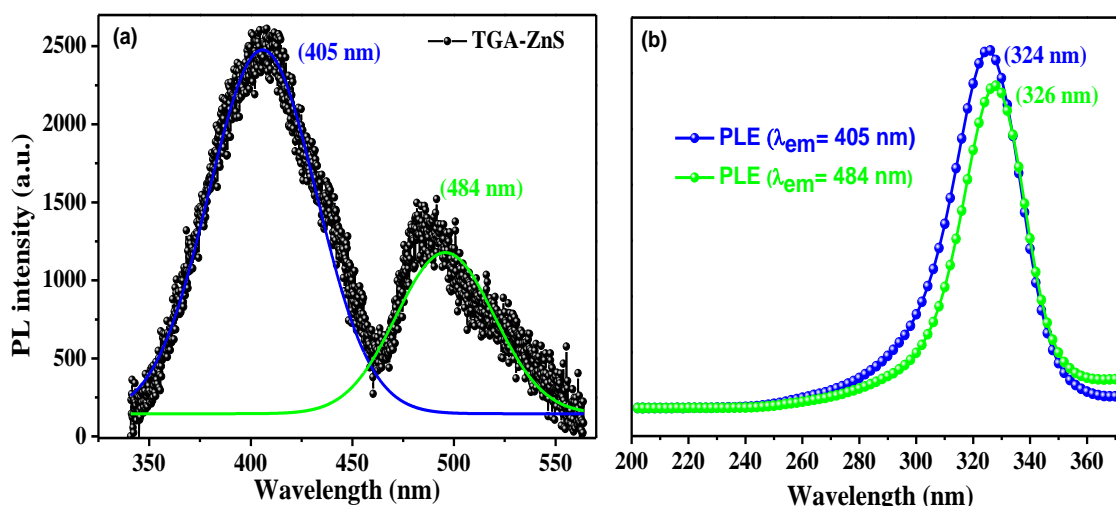 (a)
TGA-ZnS
(405 nm)
(484 nm)
PL intensity (a.u.)
2500
2000
1500
1000
500
0
350
400
450
500
550
Wavelength (nm)
(b)
(324 nm)
(326 nm)
PLE (λem= 405 nm)
PLE (λem= 484 nm)
200
220
240
260
280
300
320
340
360
Wavelength (nm)